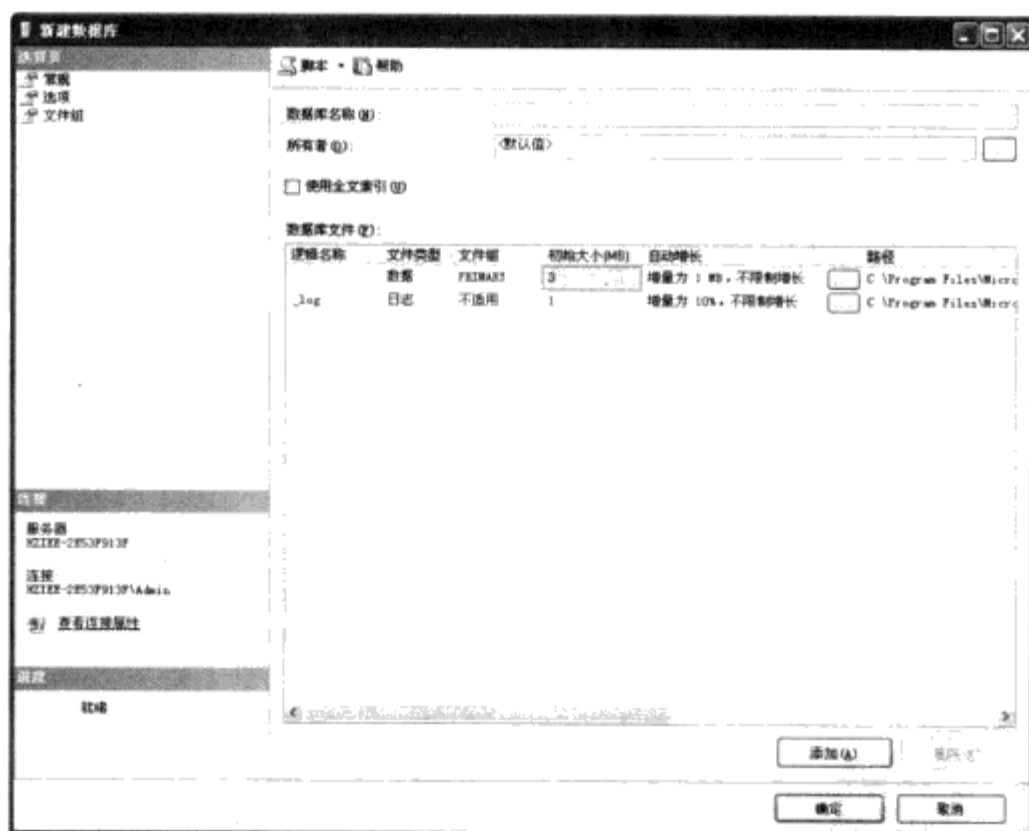 新建数据库
选择页
常规
选项
文件组
脚本 帮助
数据库名称(N):
所有者(O): <默认值>
使用全文索引(U)
数据库文件(F):
逻辑名称 文件类型 文件组 初始大小(MB) 自动增长 路径
数据 PRIMARY 3 增量为 1 MB，不限制增长 ... C:\Program Files\Micro
_log 日志 不适用 1 增量为 10%，不限制增长 ... C:\Program Files\Micro
连接
服务器
连接:
查看连接属性
进度
就绪
添加(A)
确定 取消